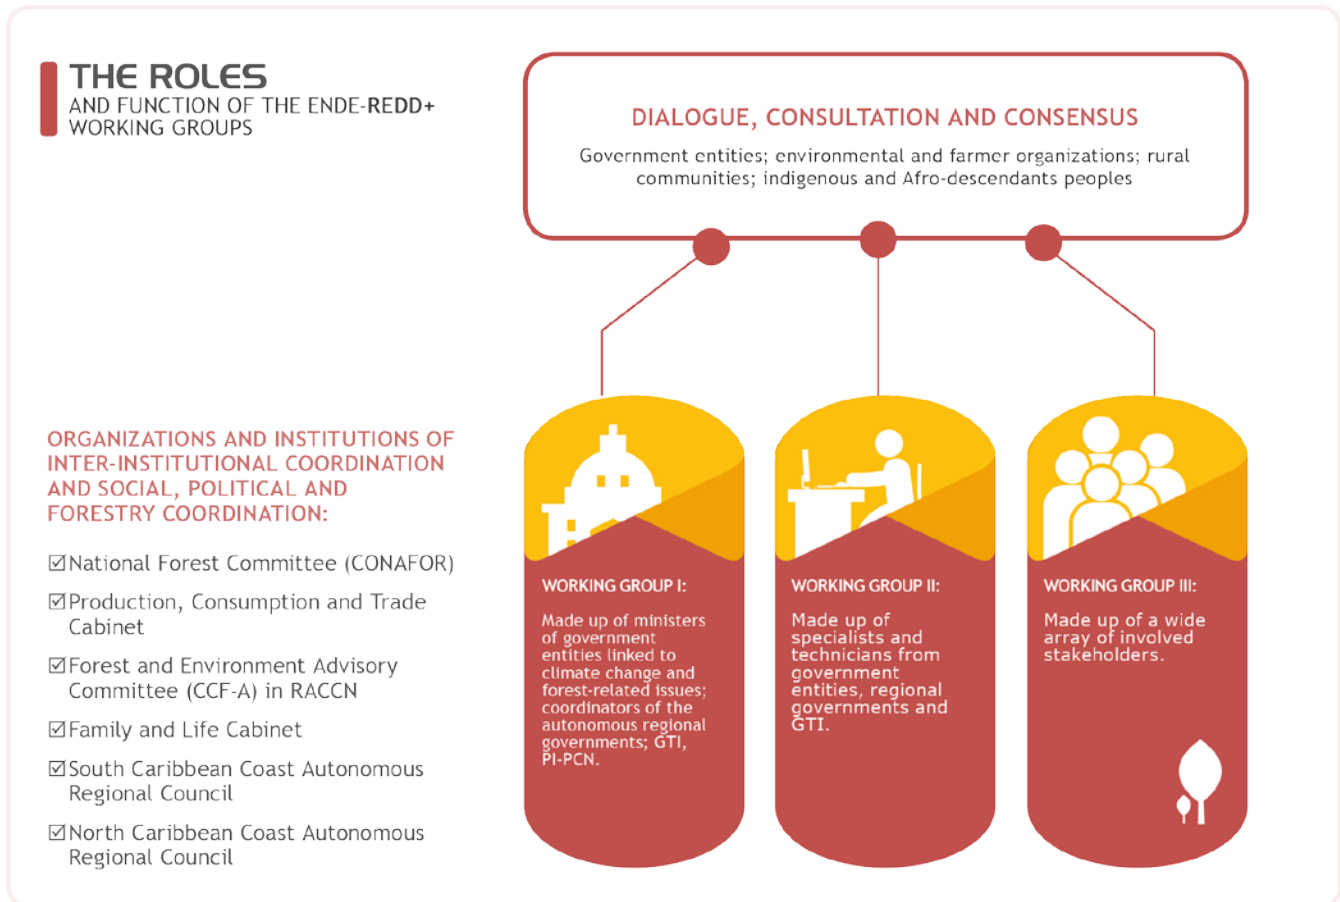 THE ROLES
AND FUNCTION OF THE ENDE-REDD+
WORKING GROUPS
DIALOGUE, CONSULTATION AND CONSENSUS
Government entities; environmental and farmer organizations; rural
communities; indigenous and Afro-descendants peoples
ORGANIZATIONS AND INSTITUTIONS OF
INTER-INSTITUTIONAL COORDINATION
AND SOCIAL, POLITICAL AND
FORESTRY COORDINATION:
☑National Forest Committee (CONAFOR)
☑Production, Consumption and Trade
Cabinet
☑Forest and Environment Advisory
Committee (CCF-A) in RACCN
☑Family and Life Cabinet
☑South Caribbean Coast Autonomous
Regional Council
☑North Caribbean Coast Autonomous
Regional Council
WORKING GROUP I:
Made up of ministers
of government
entities linked to
climate change and
forest-related issues;
coordinators of the
autonomous regional
governments; GTI,
PI-PCN.
WORKING GROUP II:
Made up of
specialists and
technicians from
government
entities, regional
governments and
GTI.
WORKING GROUP III:
Made up of a wide
array of involved
stakeholders.